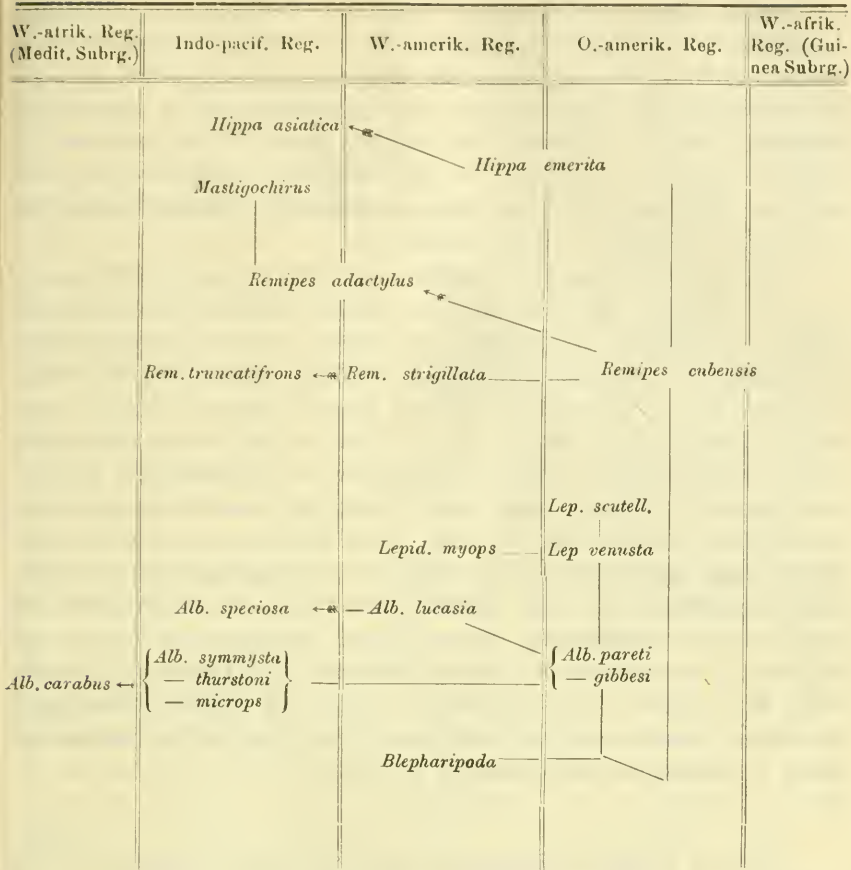 W.-afrik. Reg. (Medit. Subrg.)
Indo-pacif. Reg.
W.-amerik. Reg.
O.-amerik. Reg.
W.-afrik. Reg. (Gui-
nea Subrg.)
Hippa asiatica
Hippa emerita
Mastigochirus
Remipes adactylus
Rem. truncatifrons
Rem. strigillata
Remipes cubensis
Lep. scutell.
Lepid. myops
Lep venusta
Alb. speciosa
Alb. lucasia
Alb. carabus
Alb. symmysta
— thurstoni
— microps
Alb. pareti
— gibbesi
Blepharipoda